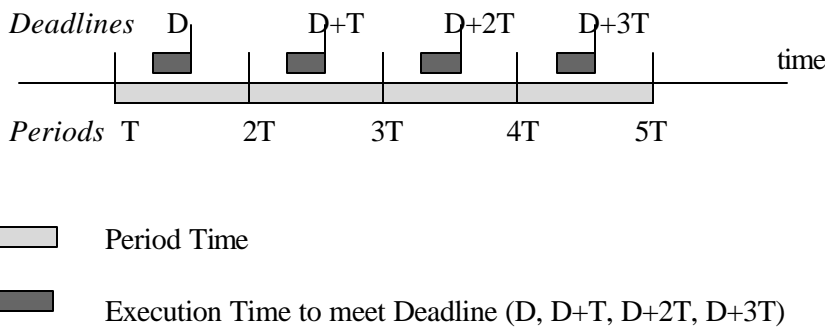 Deadlines D D+T D+2T D+3T
time
Periods T 2T 3T 4T 5T
Period Time
Execution Time to meet Deadline (D, D+T, D+2T, D+3T)